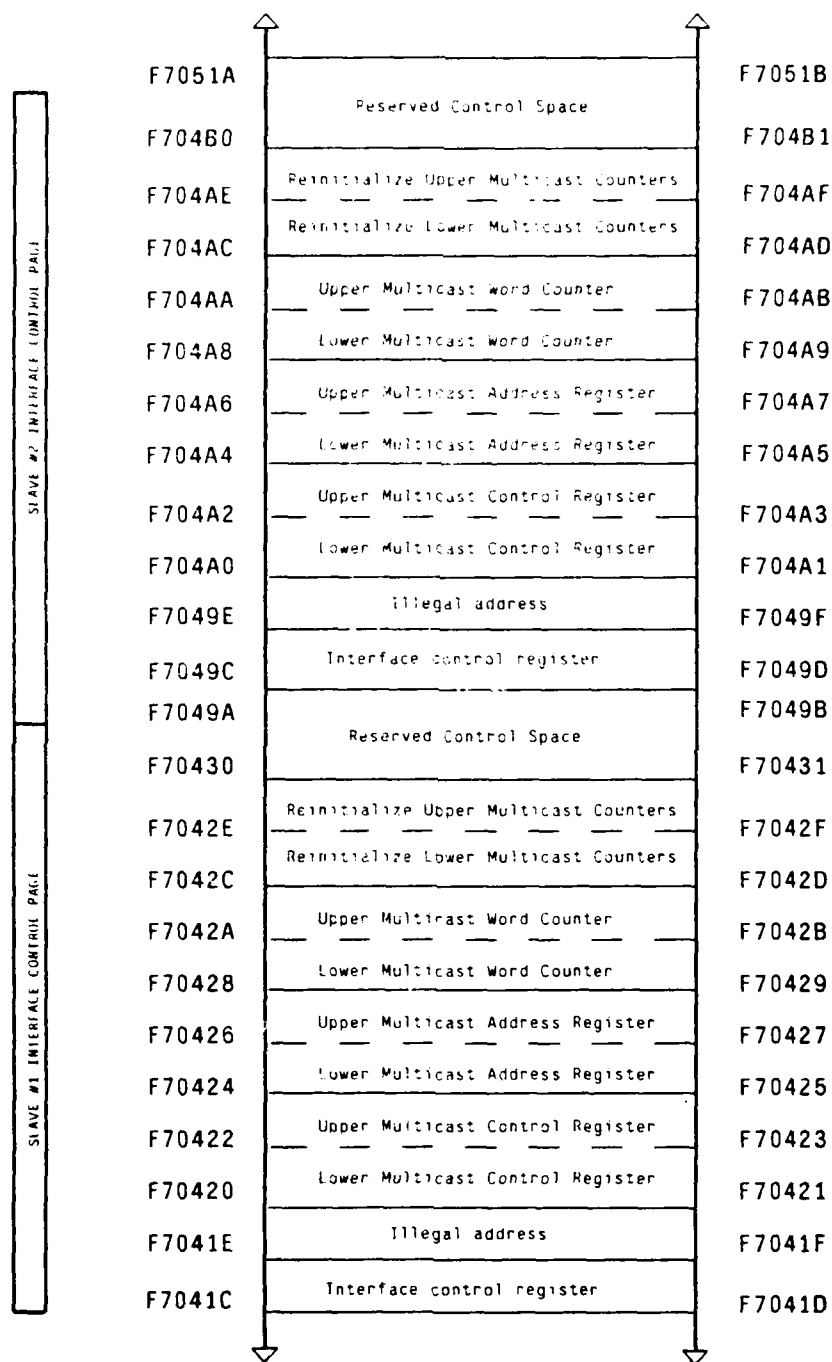 F7051A F7051B
Reserved Control Space
F704B0 F704B1
Reinitialize Upper Multicast Counters
F704AE F704AF
Reinitialize Lower Multicast Counters
F704AC F704AD
Upper Multicast Word Counter
F704AA F704AB
Lower Multicast Word Counter
F704A8 F704A9
Upper Multicast Address Register
F704A6 F704A7
Lower Multicast Address Register
F704A4 F704A5
Upper Multicast Control Register
F704A2 F704A3
Lower Multicast Control Register
F704A0 F704A1
Illegal address
F7049E F7049F
Interface control register
F7049C F7049D
F7049A F7049B
Reserved Control Space
F70430 F70431
Reinitialize Upper Multicast Counters
F7042E F7042F
Reinitialize Lower Multicast Counters
F7042C F7042D
Upper Multicast Word Counter
F7042A F7042B
Lower Multicast Word Counter
F70428 F70429
Upper Multicast Address Register
F70426 F70427
Lower Multicast Address Register
F70424 F70425
Upper Multicast Control Register
F70422 F70423
Lower Multicast Control Register
F70420 F70421
Illegal address
F7041E F7041F
Interface control register
F7041C F7041D
SLAVE #2 INTERFACE CONTROL PAGE
SLAVE #1 INTERFACE CONTROL PAGE